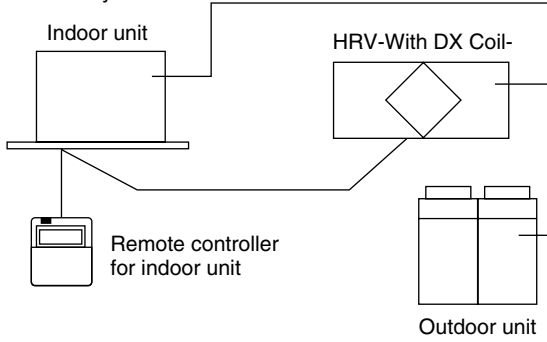 Indoor unit
HRV-With DX Coil-
Remote controller
for indoor unit
Outdoor unit